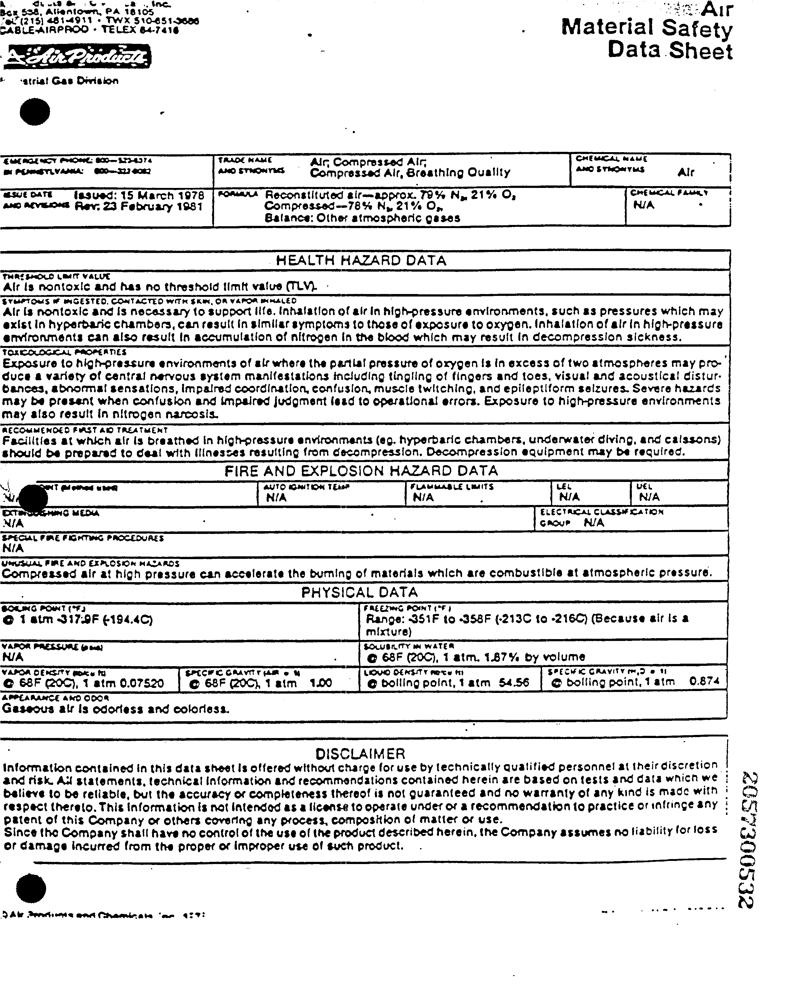 Inc.
Box 538, Allentown, PA 18105
Tel. (215) 481-4911 • TWX 510-651-3686
CABLE-AIRPROD • TELEX 84-7416
Air Products
Industrial Gas Division
Air
Material Safety
Data Sheet
EMERGENCY PHONE: 800—523-9374
IN PENNSYLVANIA: 800—322-9092
TRADE NAME
AND SYNONYMS
Air; Compressed Air;
Compressed Air, Breathing Quality
CHEMICAL NAME
AND SYNONYMS
Air
ISSUE DATE
AND REVISIONS
Issued: 15 March 1978
Rev: 23 February 1981
FORMULA
Reconstituted air—approx. 79% N₂, 21% O₂
Compressed—78% N₂, 21% O₂,
Balance: Other atmospheric gases
CHEMICAL FAMILY
N/A
HEALTH HAZARD DATA
THRESHOLD LIMIT VALUE
Air is nontoxic and has no threshold limit value (TLV).
SYMPTOMS IF INGESTED, CONTACTED WITH SKIN, OR VAPOR INHALED
Air is nontoxic and is necessary to support life. Inhalation of air in high-pressure environments, such as pressures which may
exist in hyperbaric chambers, can result in similar symptoms to those of exposure to oxygen. Inhalation of air in high-pressure
environments can also result in accumulation of nitrogen in the blood which may result in decompression sickness.
TOXICOLOGICAL PROPERTIES
Exposure to high-pressure environments of air where the partial pressure of oxygen is in excess of two atmospheres may pro-
duce a variety of central nervous system manifestations including tingling of fingers and toes, visual and acoustical distur-
bances, abnormal sensations, impaired coordination, confusion, muscle twitching, and epileptiform seizures. Severe hazards
may be present when confusion and impaired judgment lead to operational errors. Exposure to high-pressure environments
may also result in nitrogen narcosis.
RECOMMENDED FIRST AID TREATMENT
Facilities at which air is breathed in high-pressure environments (eg. hyperbaric chambers, underwater diving, and caissons)
should be prepared to deal with illnesses resulting from decompression. Decompression equipment may be required.
FIRE AND EXPLOSION HAZARD DATA
POINT (Method used)
N/A
AUTO IGNITION TEMP
N/A
FLAMMABLE LIMITS
N/A
LEL
N/A
UEL
N/A
EXTINGUISHING MEDIA
N/A
ELECTRICAL CLASSIFICATION
GROUP N/A
SPECIAL FIRE FIGHTING PROCEDURES
N/A
UNUSUAL FIRE AND EXPLOSION HAZARDS
Compressed air at high pressure can accelerate the burning of materials which are combustible at atmospheric pressure.
PHYSICAL DATA
BOILING POINT (°F)
@ 1 atm -317.9F (-194.4C)
FREEZING POINT (°F)
Range: -351F to -358F (-213C to -216C) (Because air is a
mixture)
VAPOR PRESSURE (psia)
N/A
SOLUBILITY IN WATER
@ 68F (20C), 1 atm. 1.87% by volume
VAPOR DENSITY
@ 68F (20C), 1 atm 0.07520
SPECIFIC GRAVITY (AIR = 1)
@ 68F (20C), 1 atm 1.00
LIQUID DENSITY
@ boiling point, 1 atm 54.56
SPECIFIC GRAVITY (H₂O = 1)
@ boiling point, 1 atm 0.874
APPEARANCE AND ODOR
Gaseous air is odorless and colorless.
DISCLAIMER
Information contained in this data sheet is offered without charge for use by technically qualified personnel at their discretion
and risk. All statements, technical information and recommendations contained herein are based on tests and data which we
believe to be reliable, but the accuracy or completeness thereof is not guaranteed and no warranty of any kind is made with
respect thereto. This information is not intended as a license to operate under or a recommendation to practice or infringe any
patent of this Company or others covering any process, composition of matter or use.
Since the Company shall have no control of the use of the product described herein, the Company assumes no liability for loss
or damage incurred from the proper or improper use of such product.
2057300532
Air Products and Chemicals Inc.